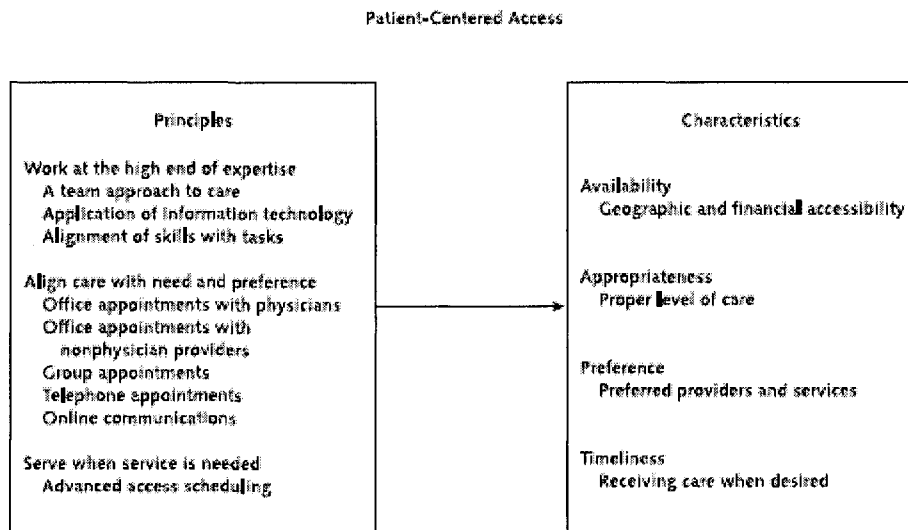 Patient-Centered Access
Principles
Work at the high end of expertise
A team approach to care
Application of information technology
Alignment of skills with tasks
Align care with need and preference
Office appointments with physicians
Office appointments with
nonphysician providers
Group appointments
Telephone appointments
Online communications
Serve when service is needed
Advanced access scheduling
Characteristics
Availability
Geographic and financial accessibility
Appropriateness
Proper level of care
Preference
Preferred providers and services
Timeliness
Receiving care when desired